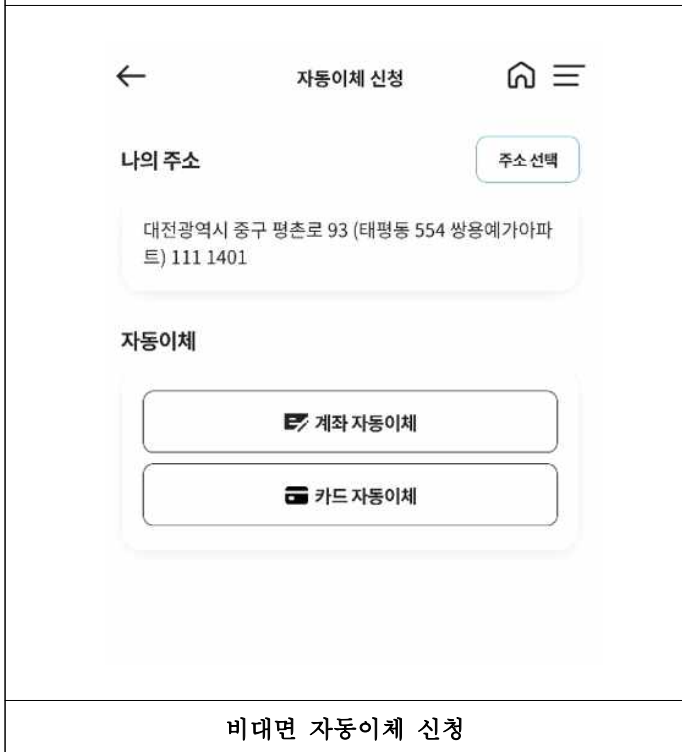 자동이체 신청
나의 주소
주소 선택
대전광역시 중구 평촌로 93 (태평동 554 쌍용예가아파
트) 111 1401
자동이체
계좌 자동이체
카드 자동이체
비대면 자동이체 신청